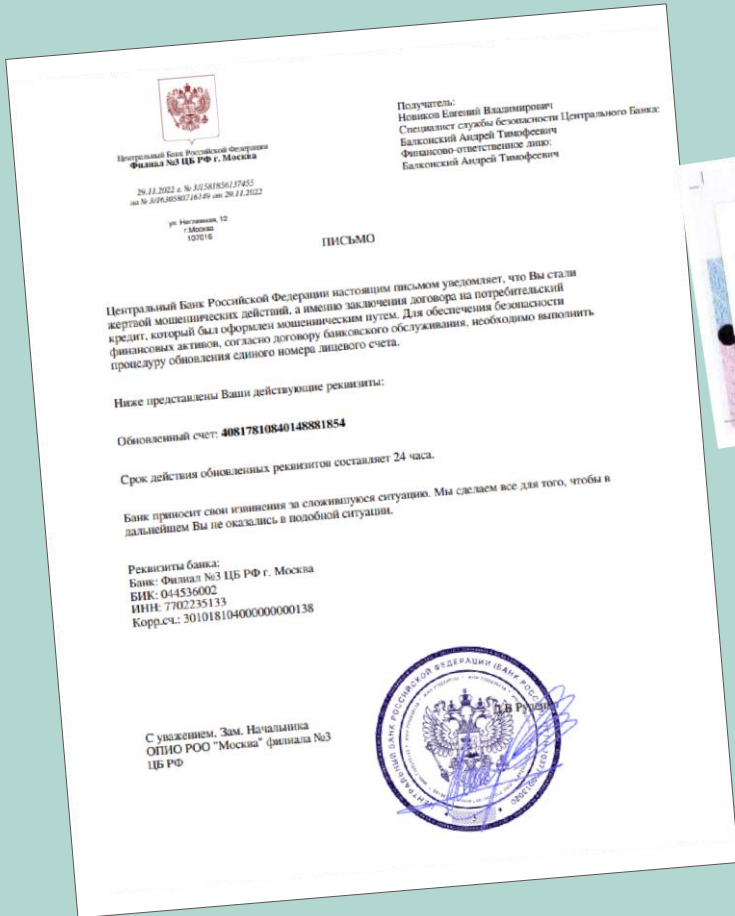 Центральный Банк Российской Федерации
Филиал №3 ЦБ РФ г. Москва
29.11.2022 г. № 3/1581856137455
на № 3/1630580716149 от 29.11.2022
ул. Неглинная, 12
г.Москва
107016
Получатель:
Новиков Евгений Владимирович
Специалист службы безопасности Центрального Банка:
Балконский Андрей Тимофеевич
Финансово-ответственное лицо:
Балконский Андрей Тимофеевич
ПИСЬМО
Центральный Банк Российской Федерации настоящим письмом уведомляет, что Вы стали
жертвой мошеннических действий, а именно заключения договора на потребительский
кредит, который был оформлен мошенническим путем. Для обеспечения безопасности
финансовых активов, согласно договору банковского обслуживания, необходимо выполнить
процедуру обновления единого номера лицевого счета.
Ниже представлены Ваши действующие реквизиты:
Обновленный счет: 40817810840148881854
Срок действия обновленных реквизитов составляет 24 часа.
Банк приносит свои извинения за сложившуюся ситуацию. Мы сделаем все для того, чтобы в
дальнейшем Вы не оказались в подобной ситуации.
Реквизиты банка:
Банк: Филиал №3 ЦБ РФ г. Москва
БИК: 044536002
ИНН: 7702235133
Корр.сч.: 301018104000000000138
С уважением, Зам. Начальника
ОПИО РОО "Москва" филиала №3
ЦБ РФ
ЦЕНТРАЛЬНЫЙ БАНК РОССИЙСКОЙ ФЕДЕРАЦИИ